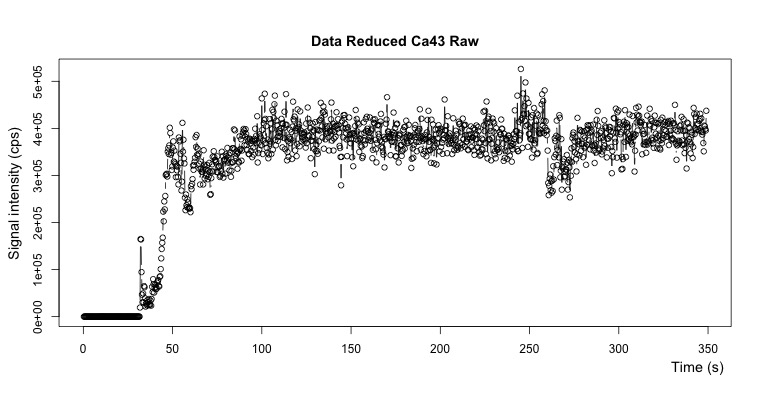 Data Reduced Ca43 Raw
Signal intensity (cps)
5e+05
4e+05
3e+05
2e+05
1e+05
0e+00
0 50 100 150 200 250 300 350
Time (s)